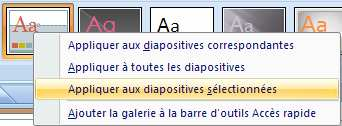 Aa Aa Aa Aa Aa
Appliquer aux diapositives correspondantes
Appliquer à toutes les diapositives
Appliquer aux diapositives sélectionnées
Ajouter la galerie à la barre d'outils Accès rapide